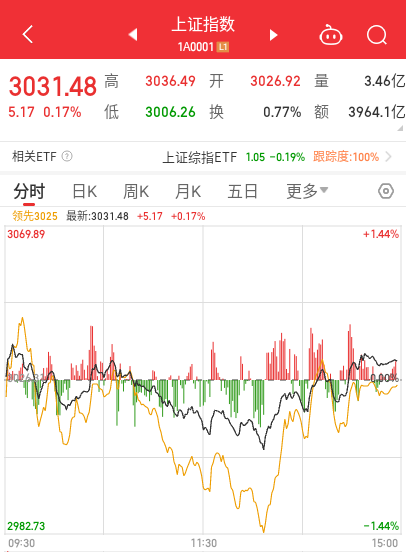 上证指数
1A0001 L1
3031.48 高 3036.49 开 3026.92 量 3.46亿
5.17 0.17% 低 3006.26 换 0.77% 额 3964.1亿
相关ETF ? 上证综指ETF 1.05 -0.19% 跟踪度:100%
分时 日K 周K 月K 五日 更多
领先3025 最新:3031.48 +5.17 +0.17%
3069.89 +1.44%
0.00%
2982.73 -1.44%
09:30 11:30 15:00